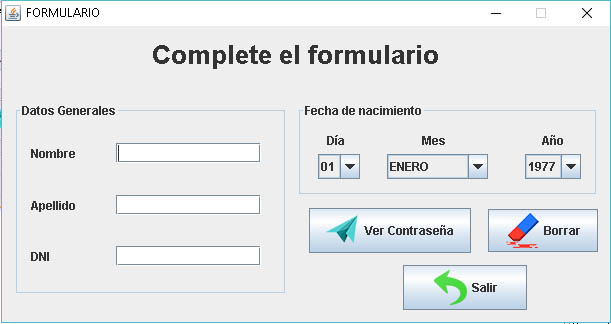 FORMULARIO
Complete el formulario
Datos Generales
Nombre
Apellido
DNI
Fecha de nacimiento
Día Mes Año
01 ENERO 1977
Ver Contraseña Borrar
Salir